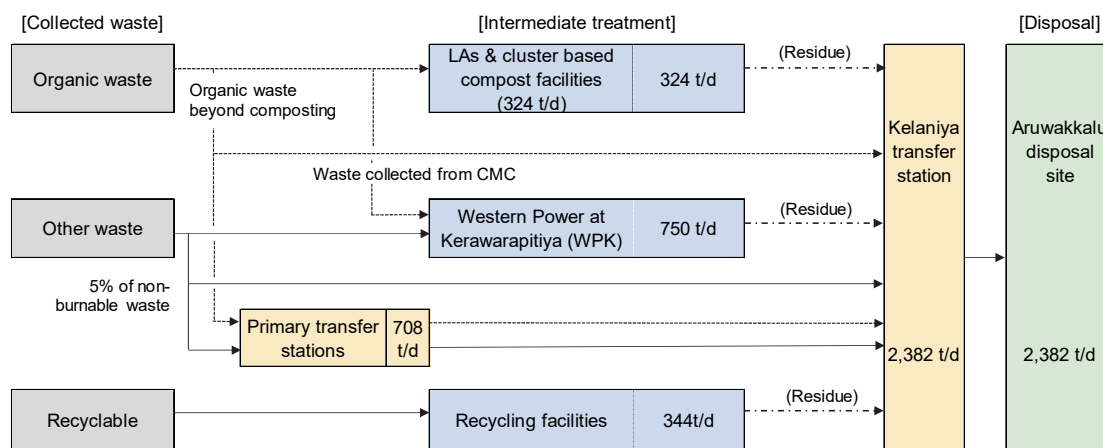 [Collected waste]
[Intermediate treatment]
[Disposal]
Organic waste
LAs & cluster based
compost facilities
(324 t/d)
324 t/d
(Residue)
Organic waste
beyond composting
Kelaniya
transfer
station
Aruwakkalu
disposal
site
Waste collected from CMC
Other waste
Western Power at
Kerawarapitiya (WPK)
750 t/d
(Residue)
5% of non-
burnable waste
Primary transfer
stations
708
t/d
2,382 t/d
2,382 t/d
Recyclable
Recycling facilities
344t/d
(Residue)